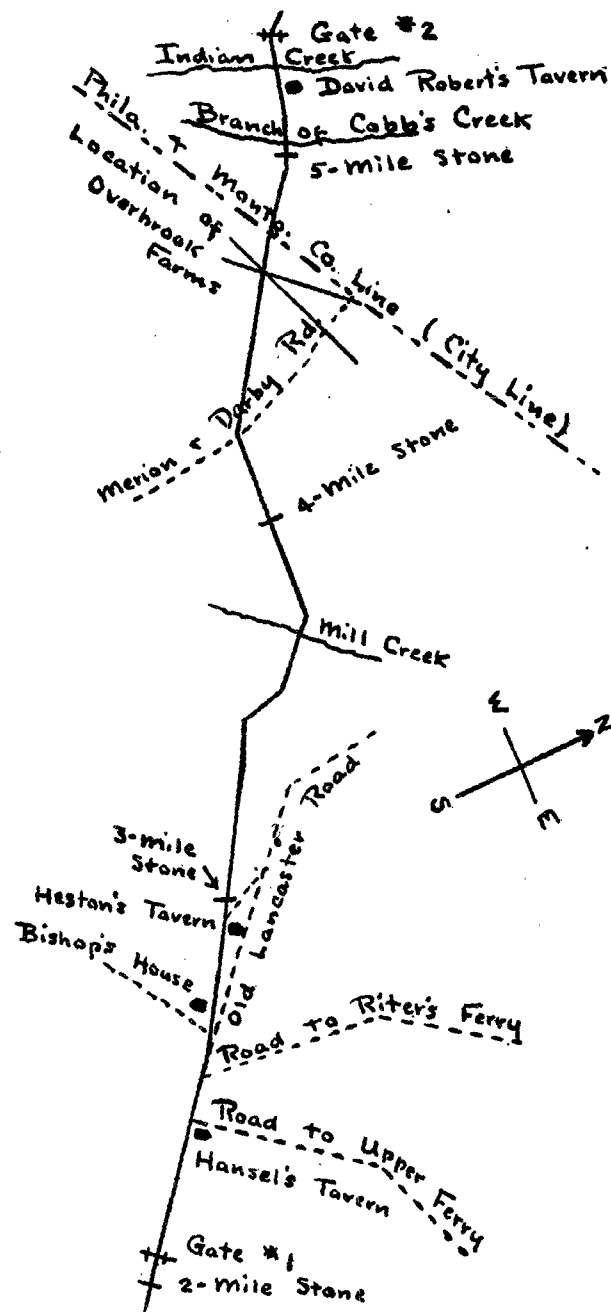 Gate #2
Indian Creek
David Robert's Tavern
Branch of Cobb's Creek
5-mile Stone
Phila. & Montg. Co. Line (City Line)
Location of
Overbrook
Farms
Merion & Darby Rd.
4-mile Stone
Mill Creek
W
N
S
E
Old Lancaster Road
3-mile
Stone
Heston's Tavern
Bishop's House
Road to Riter's Ferry
Road to Upper Ferry
Hansel's Tavern
Gate #1
2-mile Stone